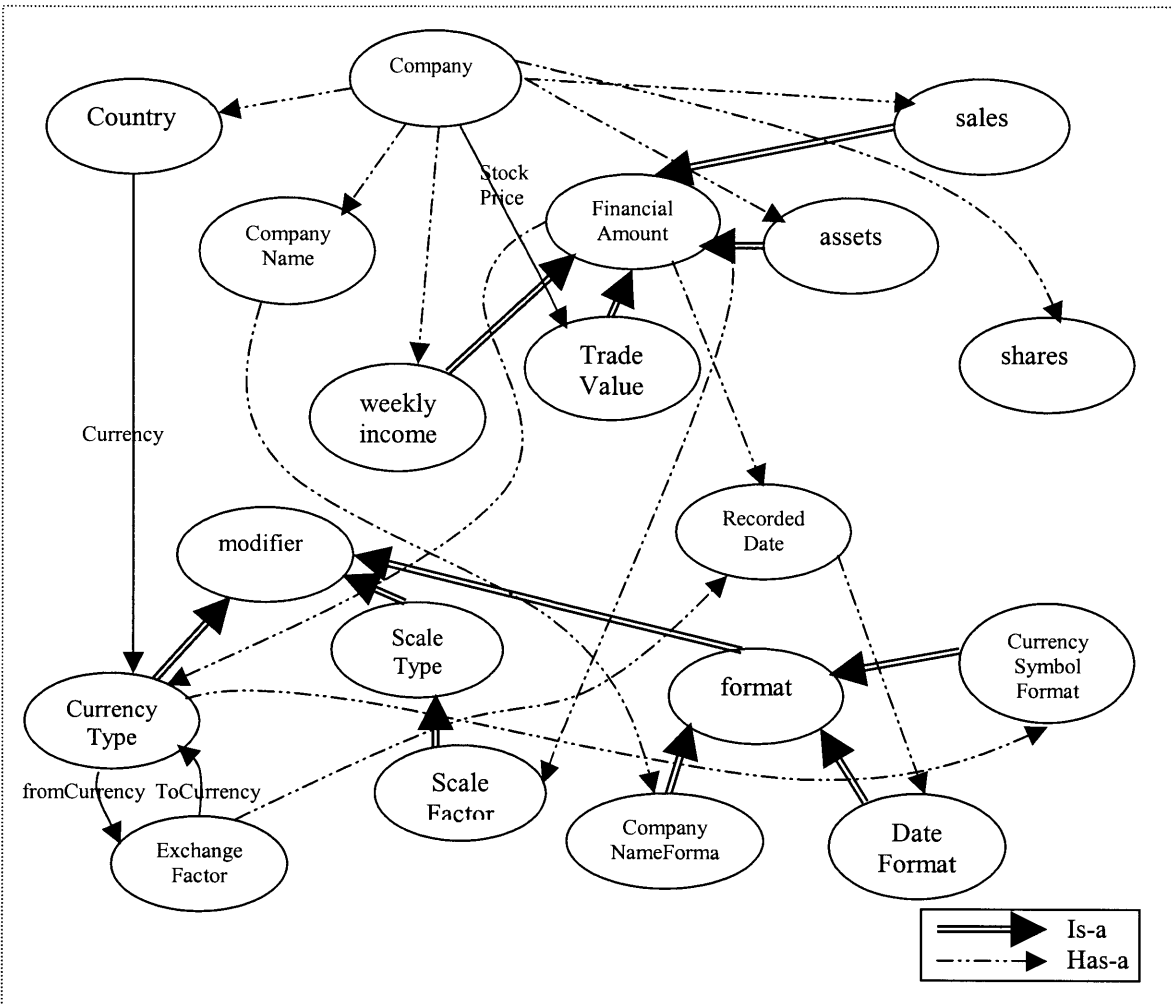 Company
Country
sales
Stock
Price
Financial
Amount
Company
Name
assets
Trade
Value
shares
weekly
income
Currency
Recorded
Date
modifier
Scale
Type
Currency
Symbol
Format
format
Currency
Type
fromCurrency
ToCurrency
Scale
Factor
Exchange
Factor
Company
NameForma
Date
Format
Is-a
Has-a